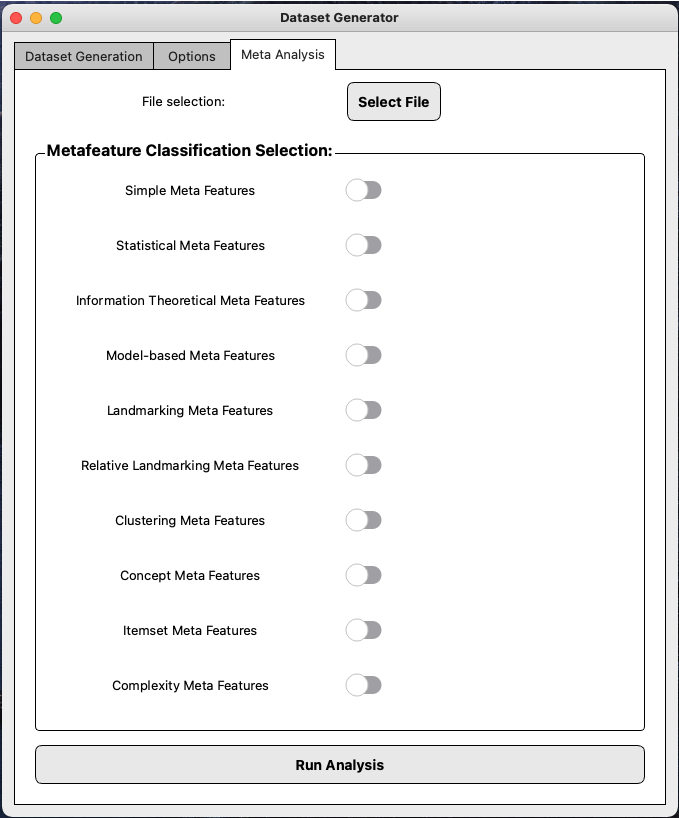 Dataset Generator
Dataset Generation
Options
Meta Analysis
File selection:
Select File
Metafeature Classification Selection:
Simple Meta Features
Statistical Meta Features
Information Theoretical Meta Features
Model-based Meta Features
Landmarking Meta Features
Relative Landmarking Meta Features
Clustering Meta Features
Concept Meta Features
Itemset Meta Features
Complexity Meta Features
Run Analysis